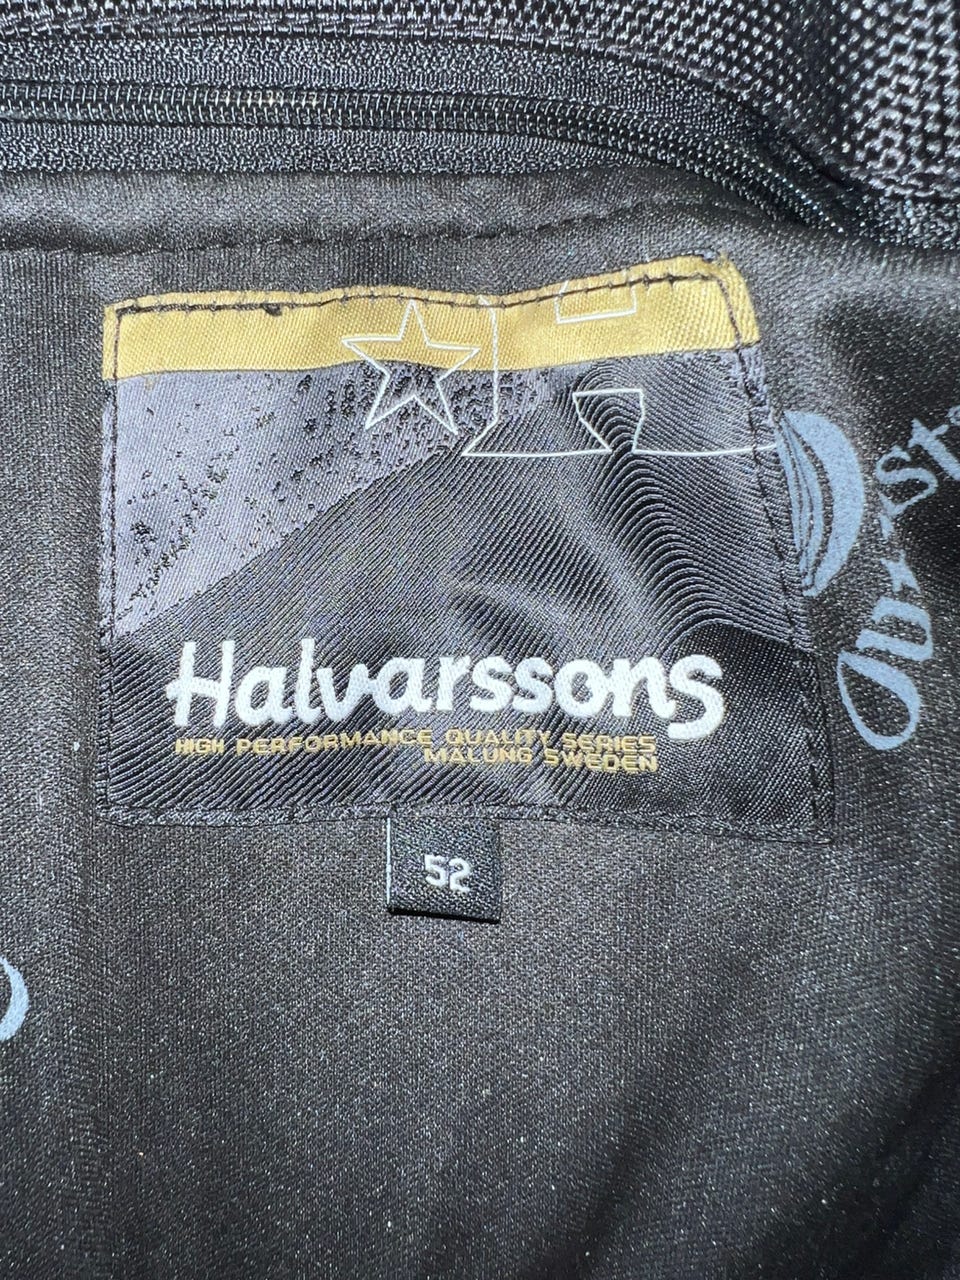 Halvarssons
HIGH PERFORMANCE QUALITY SERIES
MALUNG SWEDEN
52